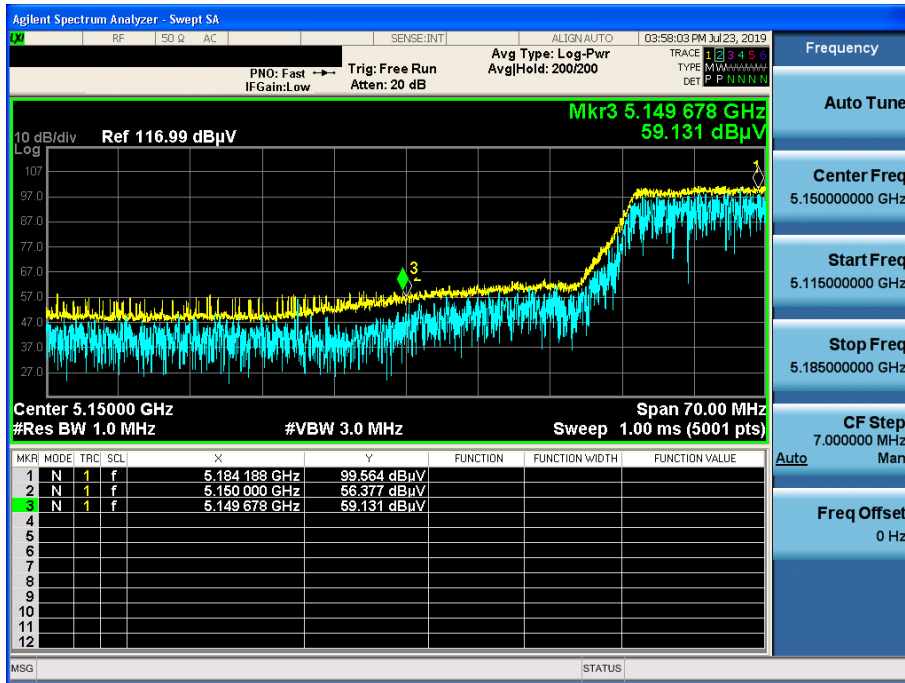 Agilent Spectrum Analyzer - Swept SA
LXI RF 50 Ω AC SENSE:INT ALIGN AUTO 03:58:03 PM Jul 23, 2019
PNO: Fast
IFGain:Low
Trig: Free Run
Atten: 20 dB
Avg Type: Log-Pwr
Avg|Hold: 200/200
TRACE 1 2 3 4 5 6
TYPE M WWWWW
DET P P N N N N
Mkr3 5.149 678 GHz
59.131 dBµV
10 dB/div Ref 116.99 dBµV
Log
107
97.0
87.0
77.0
67.0
57.0
47.0
37.0
27.0
1
3
2
Center 5.15000 GHz Span 70.00 MHz
#Res BW 1.0 MHz #VBW 3.0 MHz Sweep 1.00 ms (5001 pts)
MKR MODE TRC SCL X Y FUNCTION FUNCTION WIDTH FUNCTION VALUE
1 N 1 f 5.184 188 GHz 99.564 dBµV
2 N 1 f 5.150 000 GHz 56.377 dBµV
3 N 1 f 5.149 678 GHz 59.131 dBµV
4
5
6
7
8
9
10
11
12
MSG STATUS
Frequency
Auto Tune
Center Freq
5.150000000 GHz
Start Freq
5.115000000 GHz
Stop Freq
5.185000000 GHz
CF Step
7.000000 MHz
Auto Man
Freq Offset
0 Hz